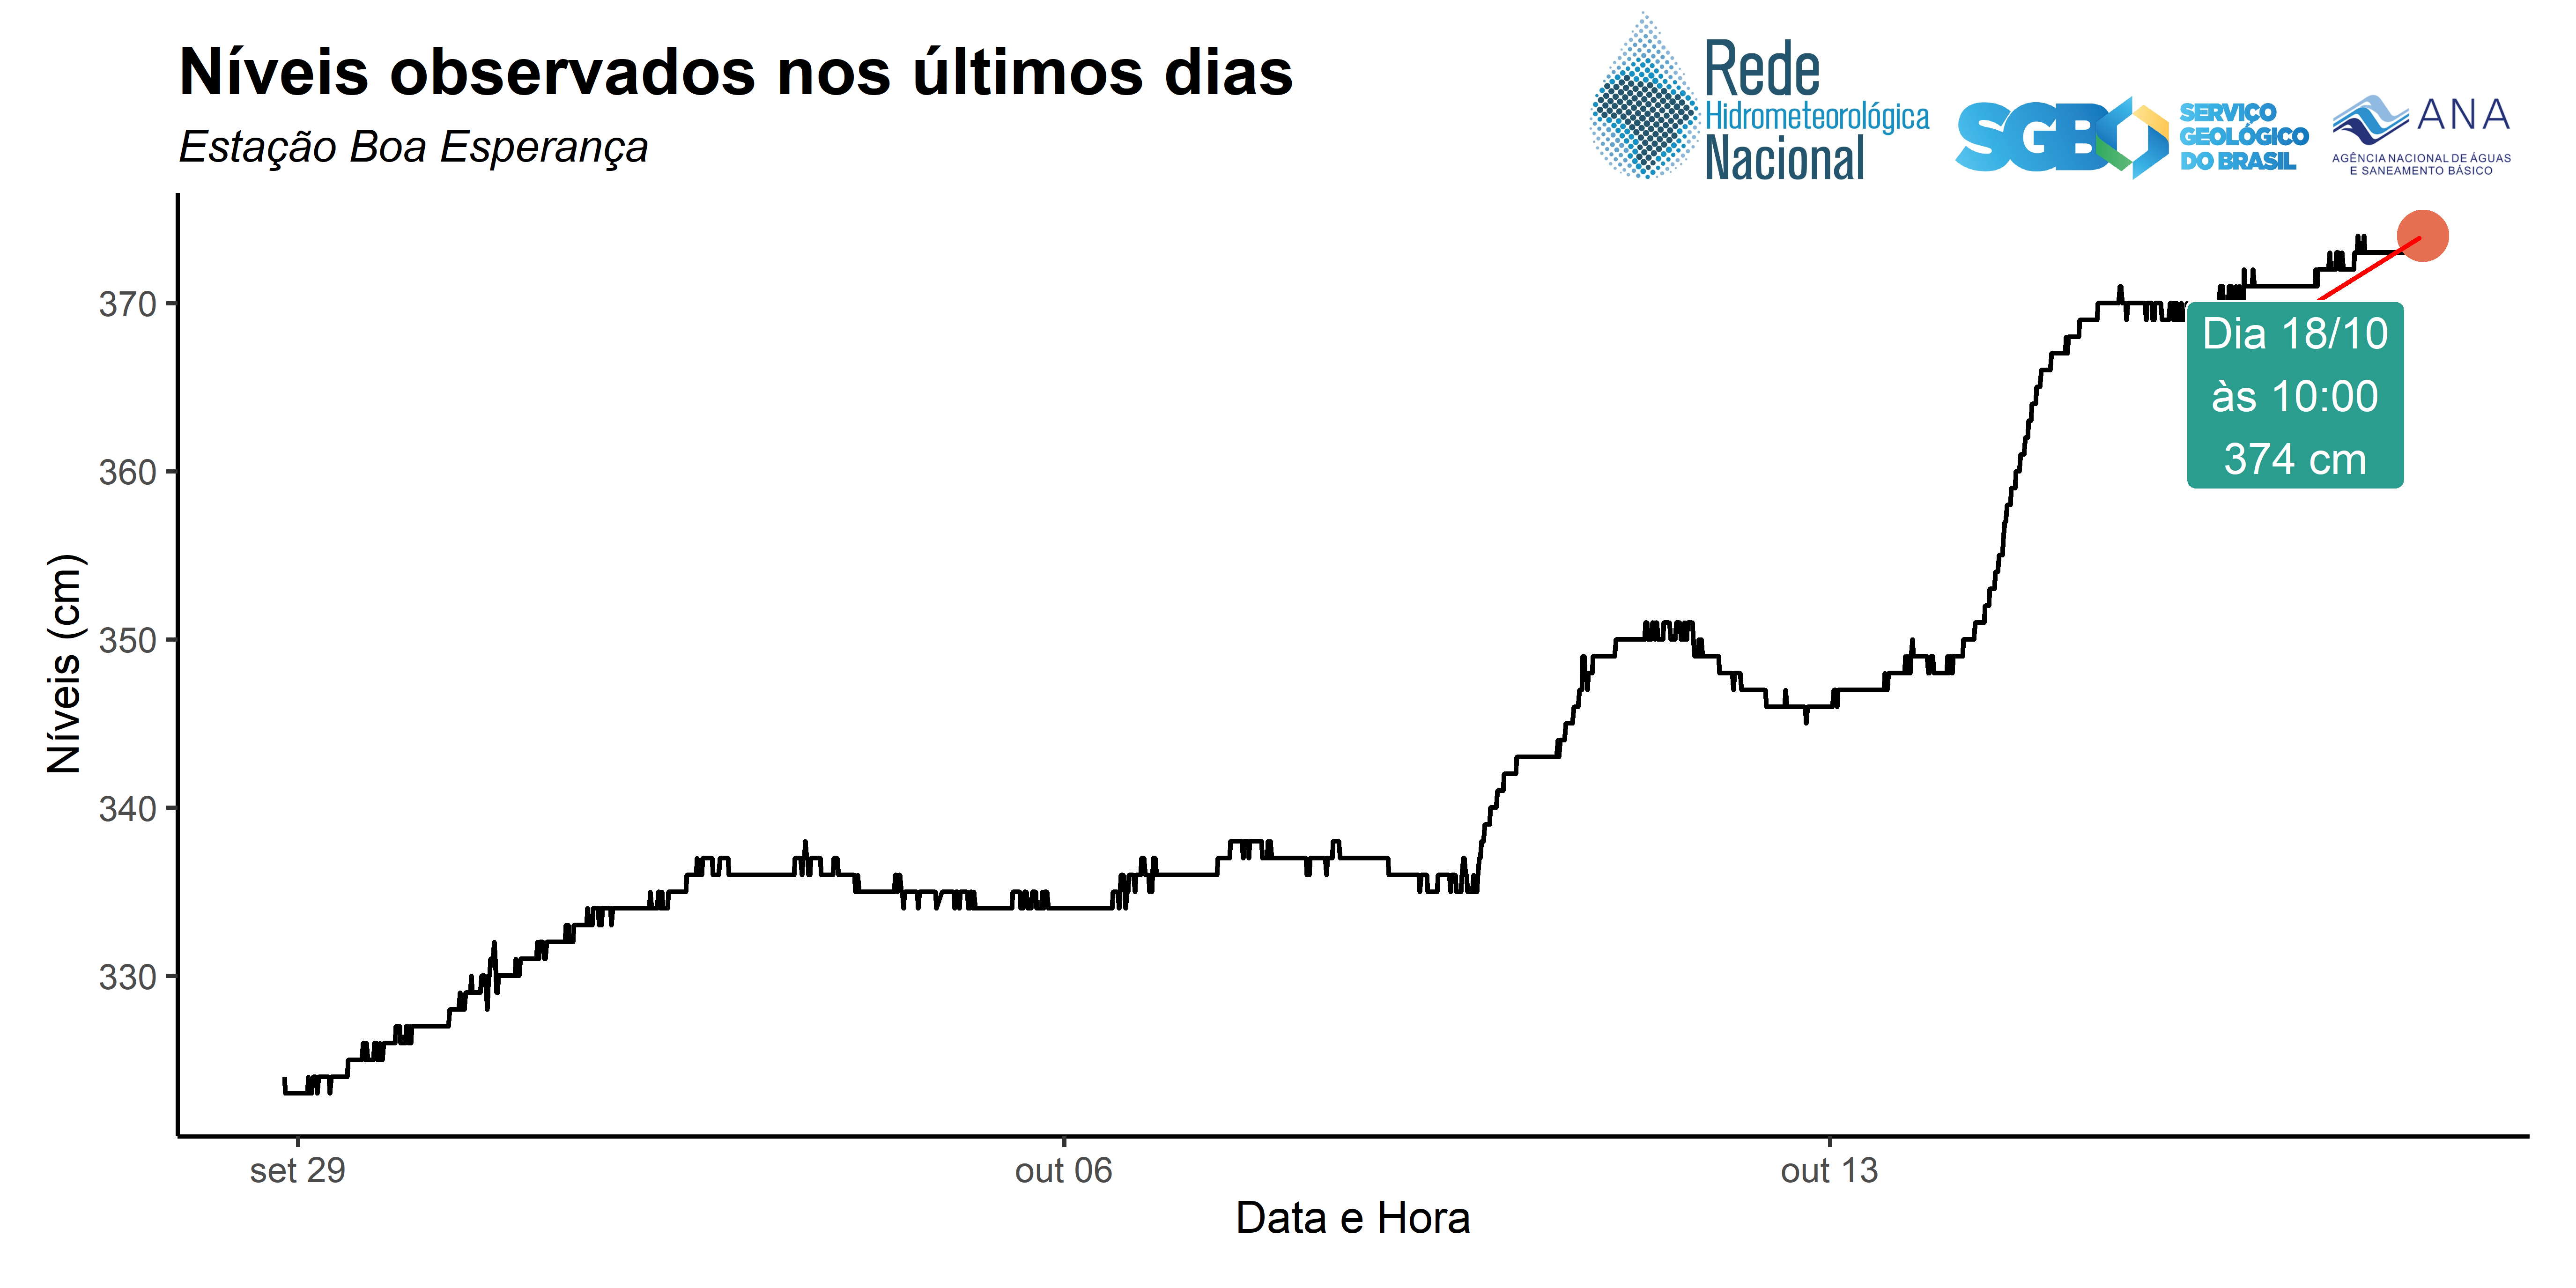 Níveis observados nos últimos dias
Estação Boa Esperança
Rede
Hidrometeorológica
Nacional
SGB
SERVIÇO
GEOLÓGICO
DO BRASIL
ANA
AGÊNCIA NACIONAL DE ÁGUAS
E SANEAMENTO BÁSICO
Níveis (cm)
370
360
350
340
330
Dia 18/10
às 10:00
374 cm
set 29
out 06
out 13
Data e Hora